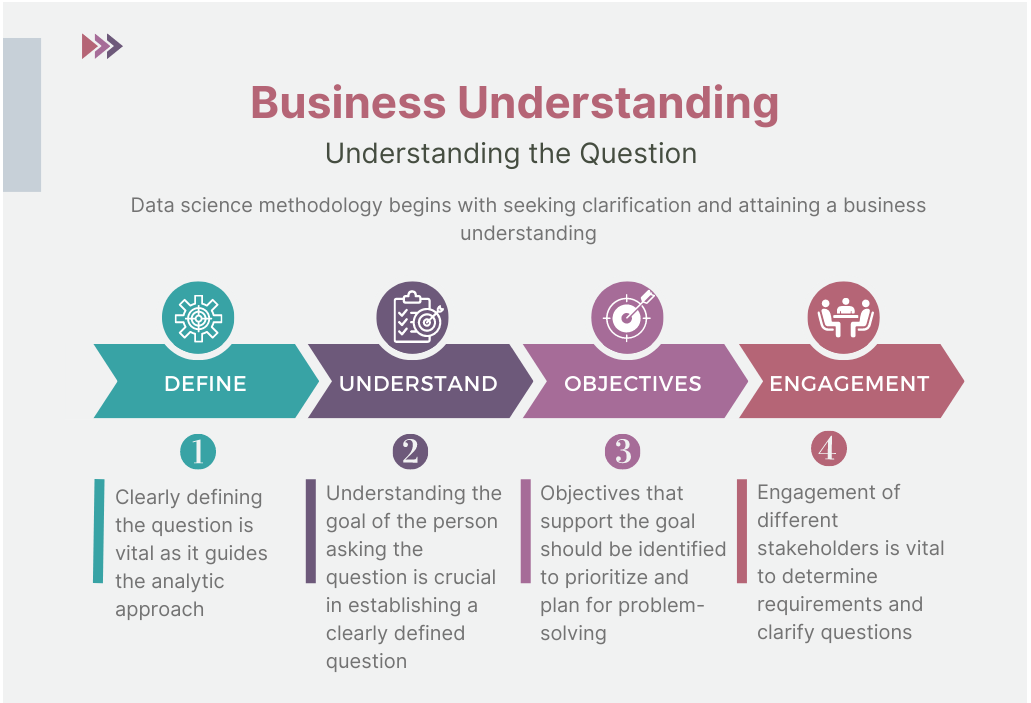 Business Understanding
Understanding the Question
Data science methodology begins with seeking clarification and attaining a business
understanding
DEFINE
UNDERSTAND
OBJECTIVES
ENGAGEMENT
1
Clearly defining
the question is
vital as it guides
the analytic
approach
2
Understanding the
goal of the person
asking the
question is crucial
in establishing a
clearly defined
question
3
Objectives that
support the goal
should be identified
to prioritize and
plan for problem-
solving
4
Engagement of
different
stakeholders is vital
to determine
requirements and
clarify questions